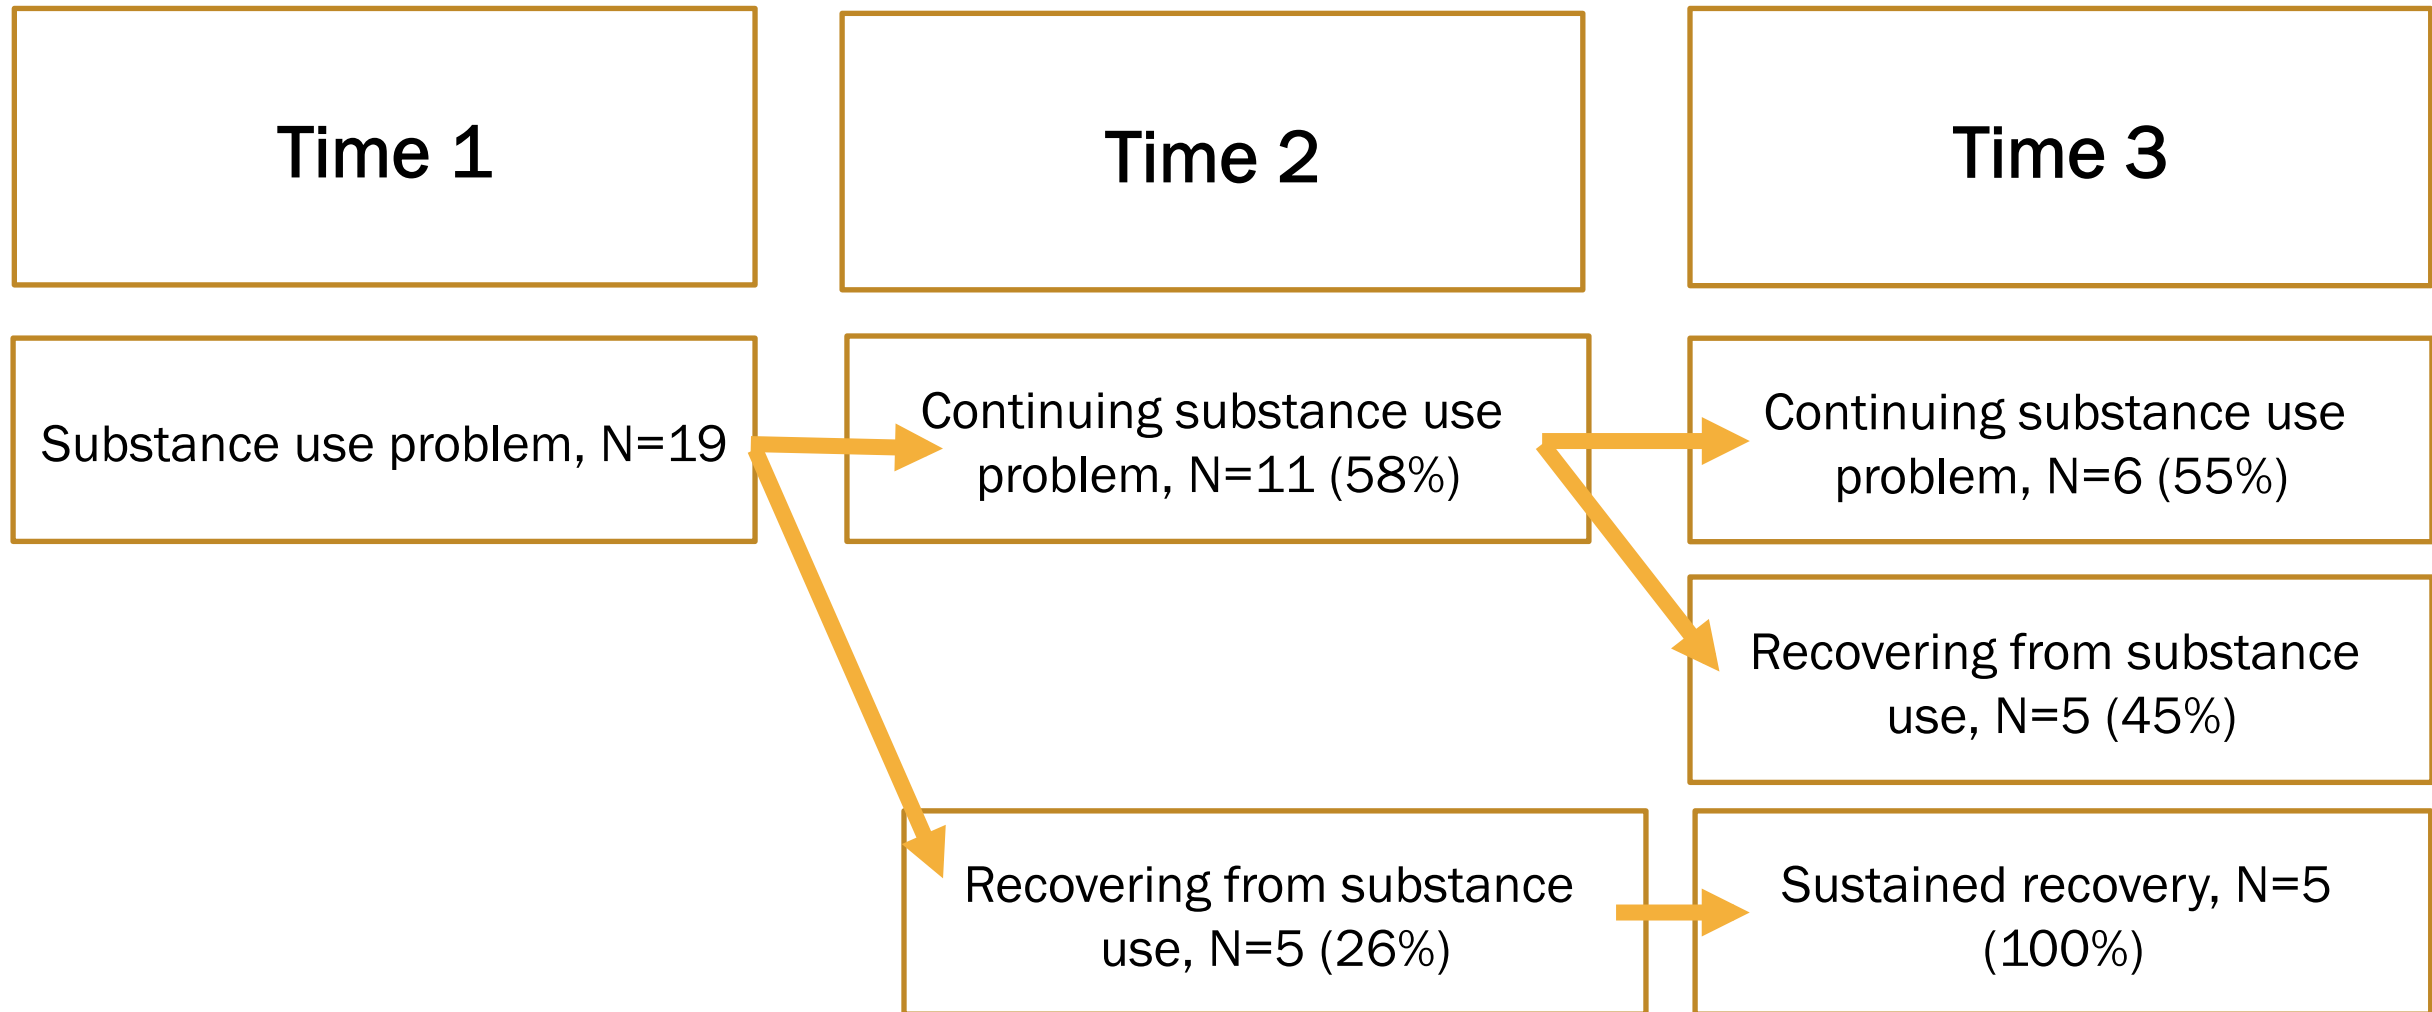 Time 1
Time 2
Time 3
Substance use problem, N=19
Continuing substance use
problem, N=11 (58%)
Continuing substance use
problem, N=6 (55%)
Recovering from substance
use, N=5 (45%)
Recovering from substance
use, N=5 (26%)
Sustained recovery, N=5
(100%)